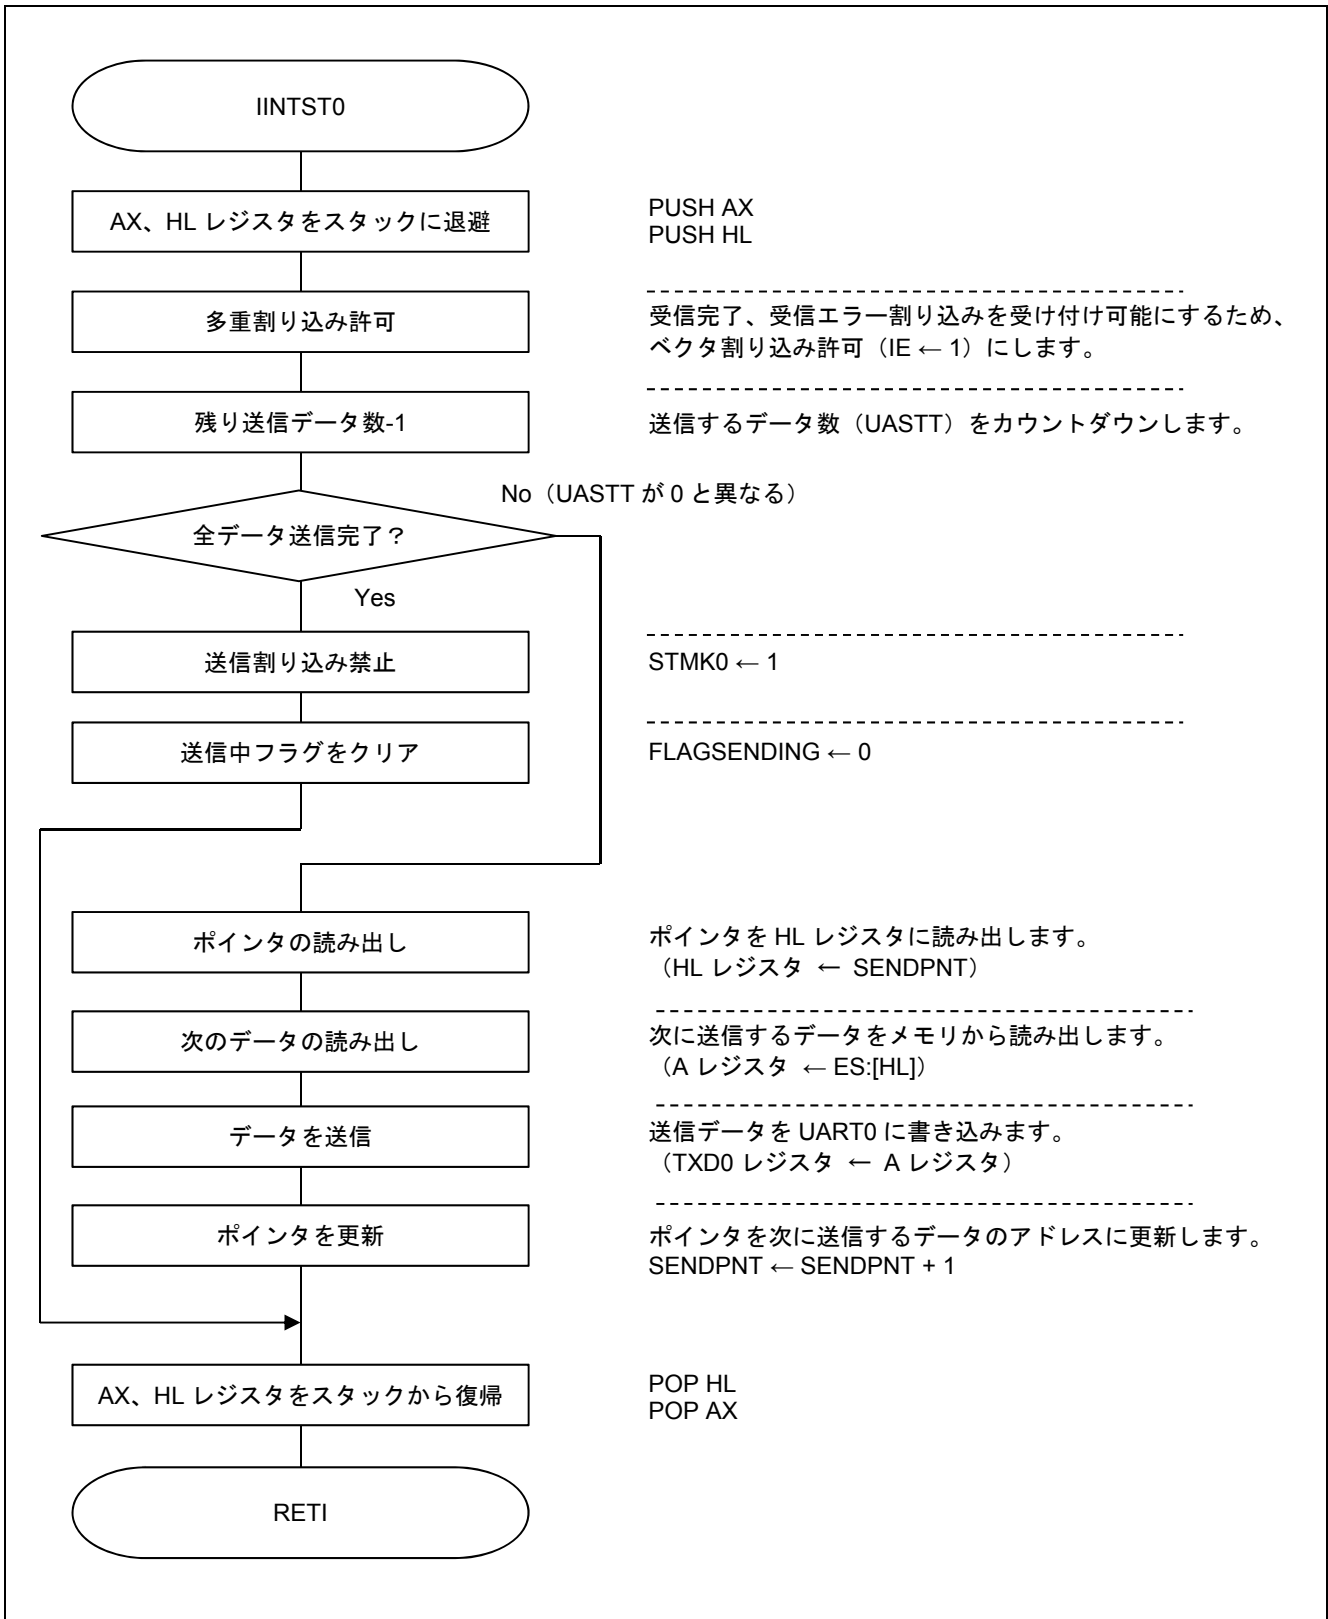 IINTST0
AX、HL レジスタをスタックに退避
PUSH AX
PUSH HL
多重割り込み許可
受信完了、受信エラー割り込みを受け付け可能にするため、
ベクタ割り込み許可（IE ← 1）にします。
残り送信データ数-1
送信するデータ数（UASTT）をカウントダウンします。
No（UASTT が 0 と異なる）
全データ送信完了？
Yes
送信割り込み禁止
STMK0 ← 1
送信中フラグをクリア
FLAGSENDING ← 0
ポインタの読み出し
ポインタを HL レジスタに読み出します。
（HL レジスタ ← SENDPNT）
次のデータの読み出し
次に送信するデータをメモリから読み出します。
（A レジスタ ← ES:[HL]）
データを送信
送信データを UART0 に書き込みます。
（TXD0 レジスタ ← A レジスタ）
ポインタを更新
ポインタを次に送信するデータのアドレスに更新します。
SENDPNT ← SENDPNT + 1
AX、HL レジスタをスタックから復帰
POP HL
POP AX
RETI